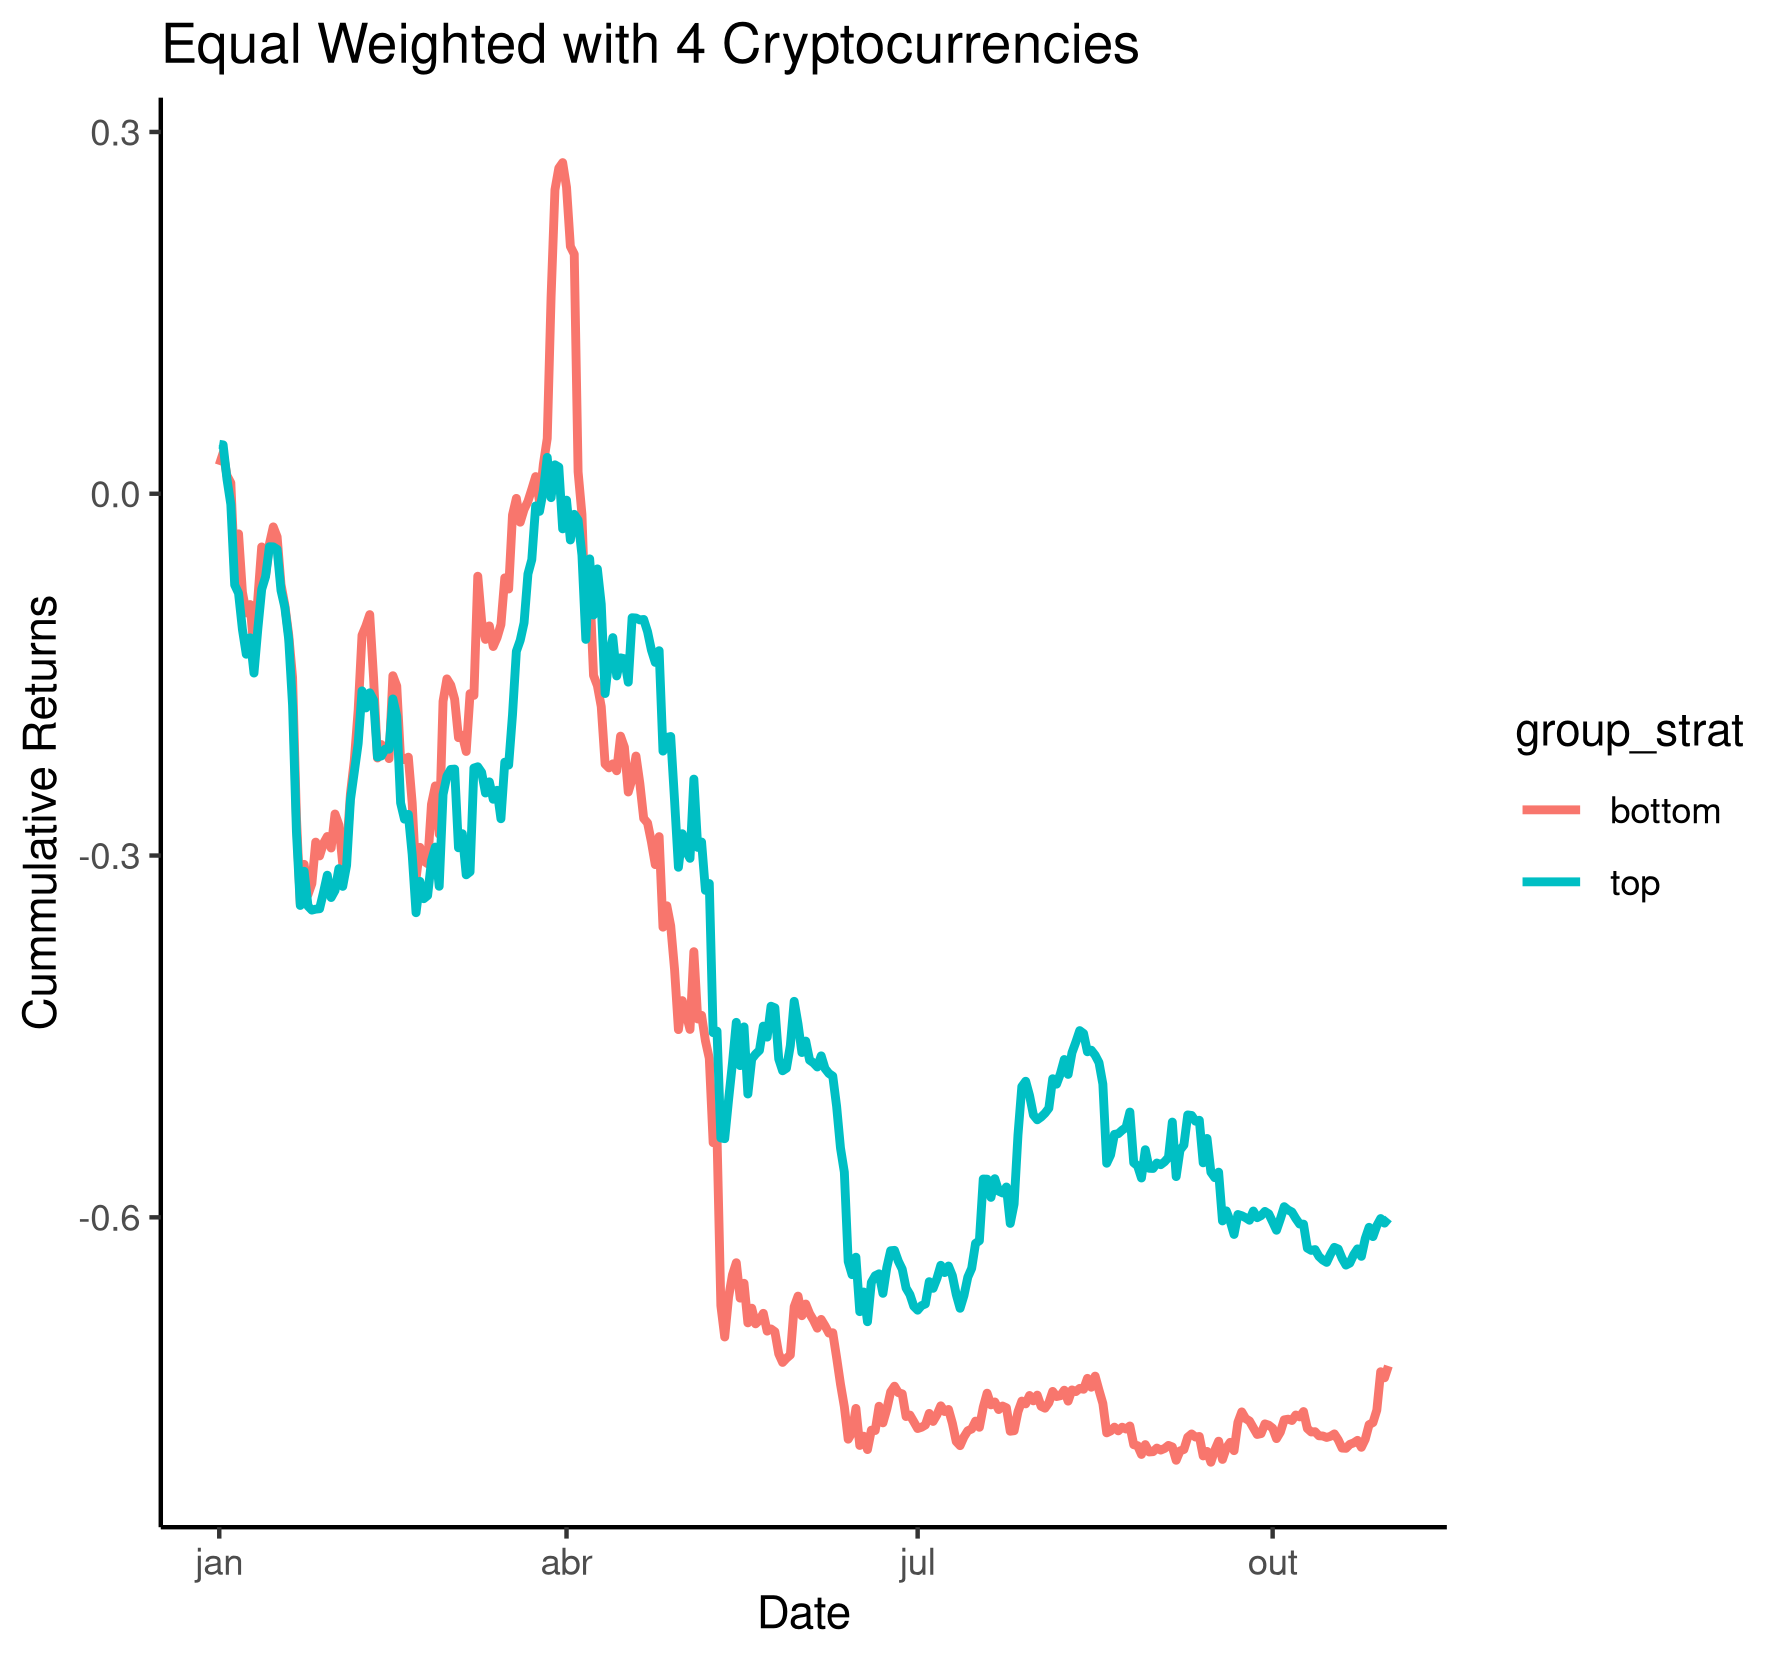 Equal Weighted with 4 Cryptocurrencies
0.3
0.0
-0.3
-0.6
Cummulative Returns
jan abr jul out
Date
group_strat
bottom
top